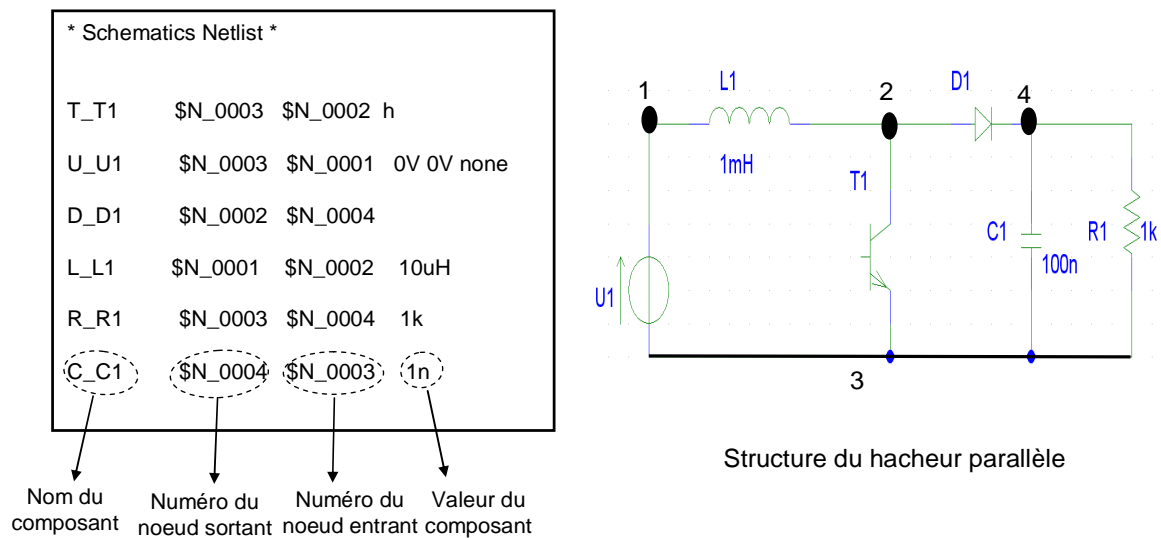 * Schematics Netlist *
T_T1 $N_0003 $N_0002 h
U_U1 $N_0003 $N_0001 0V 0V none
D_D1 $N_0002 $N_0004
L_L1 $N_0001 $N_0002 10uH
R_R1 $N_0003 $N_0004 1k
C_C1 $N_0004 $N_0003 1n
Nom du
composant
Numéro du
noeud sortant
Numéro du
noeud entrant
Valeur du
composant
1
L1
1mH
2
D1
4
T1
C1
100n
R1
1k
U1
3
Structure du hacheur parallèle